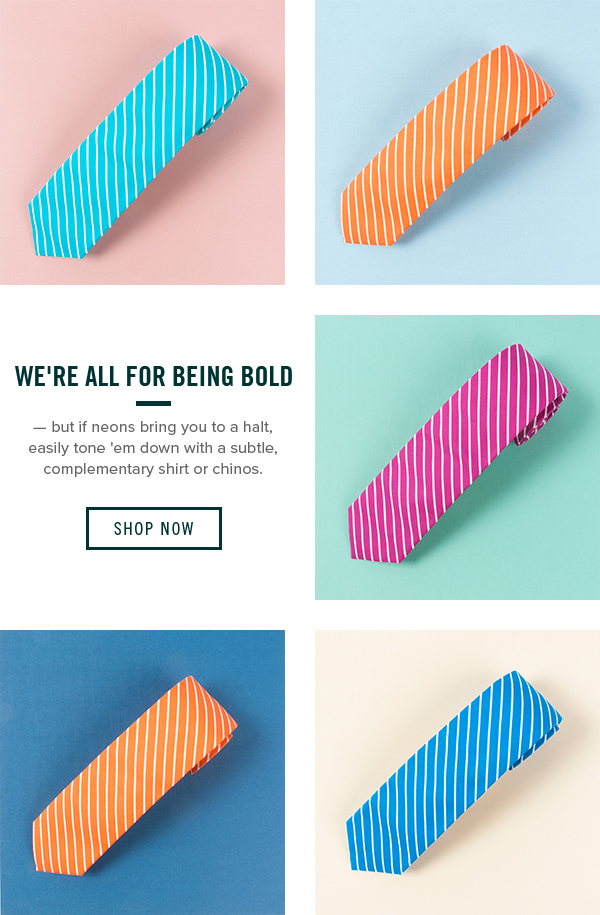 WE'RE ALL FOR BEING BOLD
— but if neons bring you to a halt,
easily tone 'em down with a subtle,
complementary shirt or chinos.
SHOP NOW